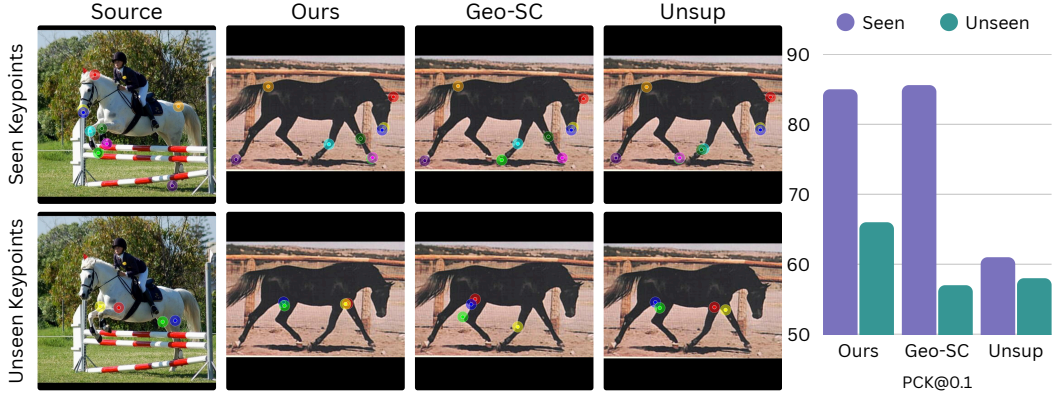 Source Ours Geo-SC Unsup
Seen Keypoints
Unseen Keypoints
Seen Unseen
90
80
70
60
50
Ours Geo-SC Unsup
PCK@0.1